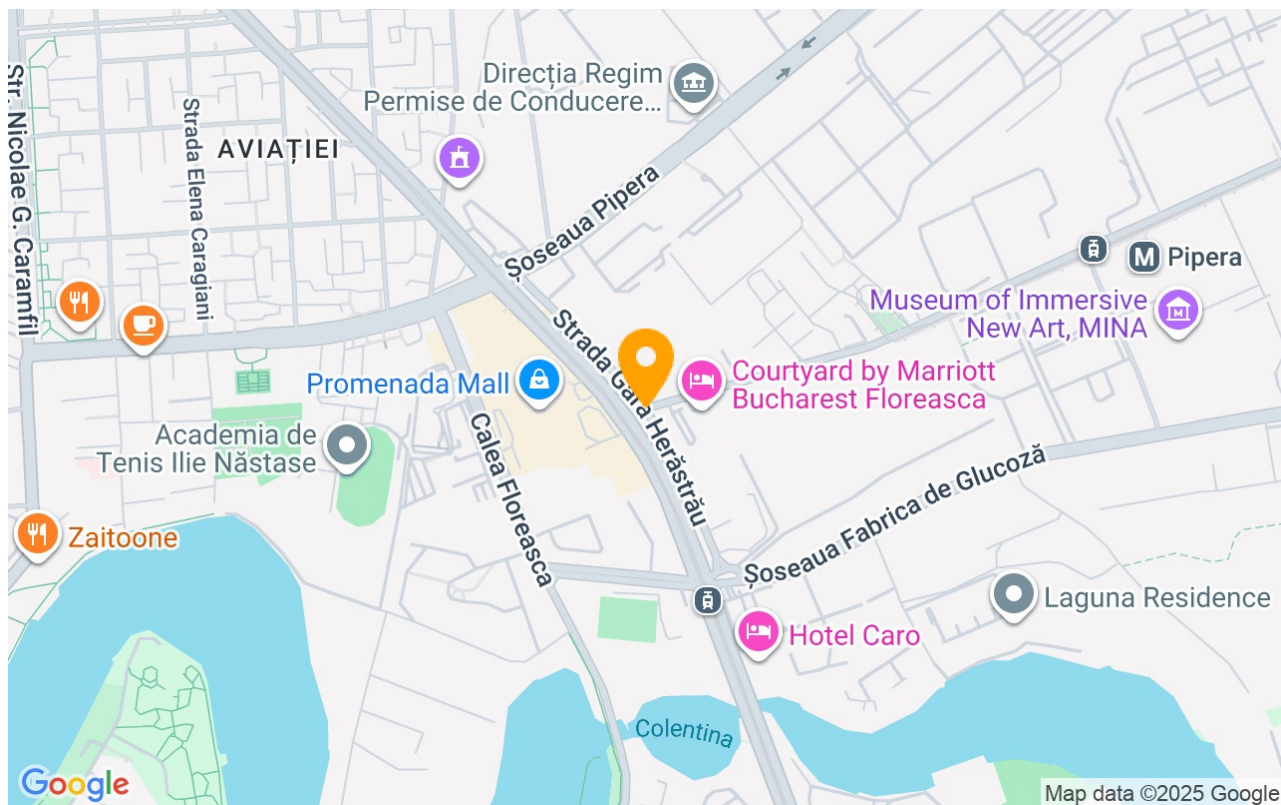 Str. Nicolae G. Caramfil
Strada Elena Caragiani
AVIAȚIEI
Direcția Regim
Permise de Conducere...
Șoseaua Pipera
M Pipera
Museum of Immersive
New Art, MINA
Strada Gara Herăstrău
Promenada Mall
Courtyard by Marriott
Bucharest Floreasca
Academia de
Tenis Ilie Năstase
Calea Floreasca
Șoseaua Fabrica de Glucoză
Zaitoone
Laguna Residence
Hotel Caro
Colentina
Google
Map data ©2025 Google